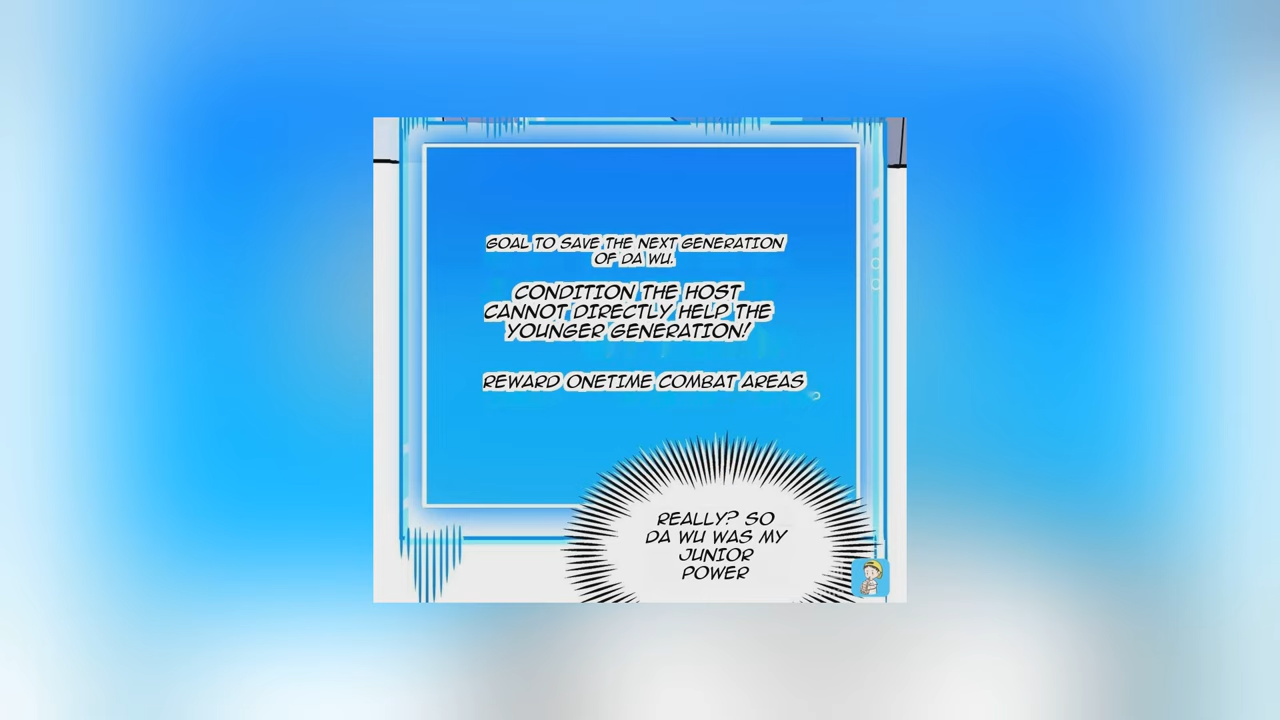 GOAL TO SAVE THE NEXT GENERATION
OF DA WU.
CONDITION THE HOST
CANNOT DIRECTLY HELP THE
YOUNGER GENERATION!
REWARD ONETIME COMBAT AREAS
REALLY? SO
DA WU WAS MY
JUNIOR
POWER